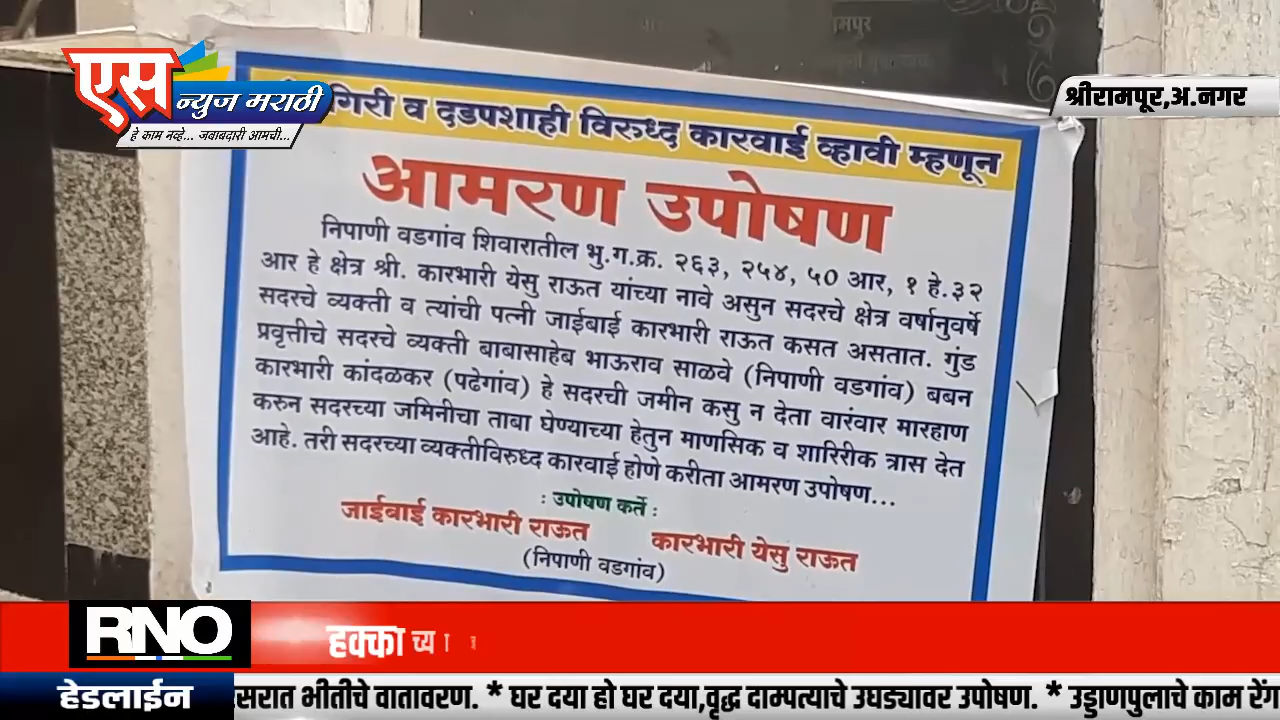 एस
न्युज मराठी
हे काम नव्हे... जवाबदारी आमची...
श्रीरामपूर,अ.नगर
व दडपशाही विरुध्द कारवाई व्हावी म्हणून
आमरण उपोषण
निपाणी वडगांव शिवारातील भु.ग.क्र. २६३, २५४, ५० आर, १ हे.३२
आर हे क्षेत्र श्री. कारभारी येसु राऊत यांच्या नावे असुन सदरचे क्षेत्र वर्षानुवर्षे
सदरचे व्यक्ती व त्यांची पत्नी जाईबाई कारभारी राऊत कसत असतात. गुंड
प्रवृत्तीचे सदरचे व्यक्ती बाबासाहेब भाऊराव साळवे (निपाणी वडगांव) बबन
कारभारी कांदळकर (पढेगांव) हे सदरची जमीन कसु न देता वारंवार मारहाण
करुन सदरच्या जमिनीचा ताबा घेण्याच्या हेतुन माणसिक व शारिरीक त्रास देत
आहे. तरी सदरच्या व्यक्तीविरुध्द कारवाई होणे करीता आमरण उपोषण...
: उपोषण कर्ते :
जाईबाई कारभारी राऊत कारभारी येसु राऊत
(निपाणी वडगांव)
RNO
हक्काच्या
हेडलाईन
भीतीचे वातावरण. * घर दया हो घर दया,वृद्ध दाम्पत्याचे उघड्यावर उपोषण. * उड्डाणपुलाचे काम